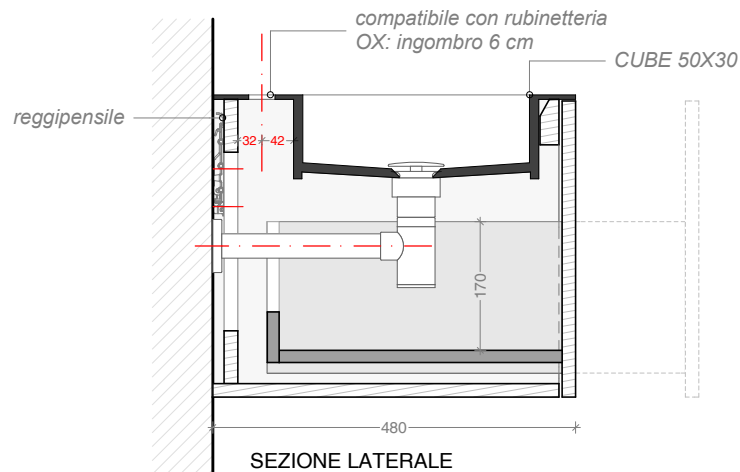 compatibile con rubinetteria
OX: ingombro 6 cm
CUBE 50X30
reggipensile
32
42
170
480
SEZIONE LATERALE